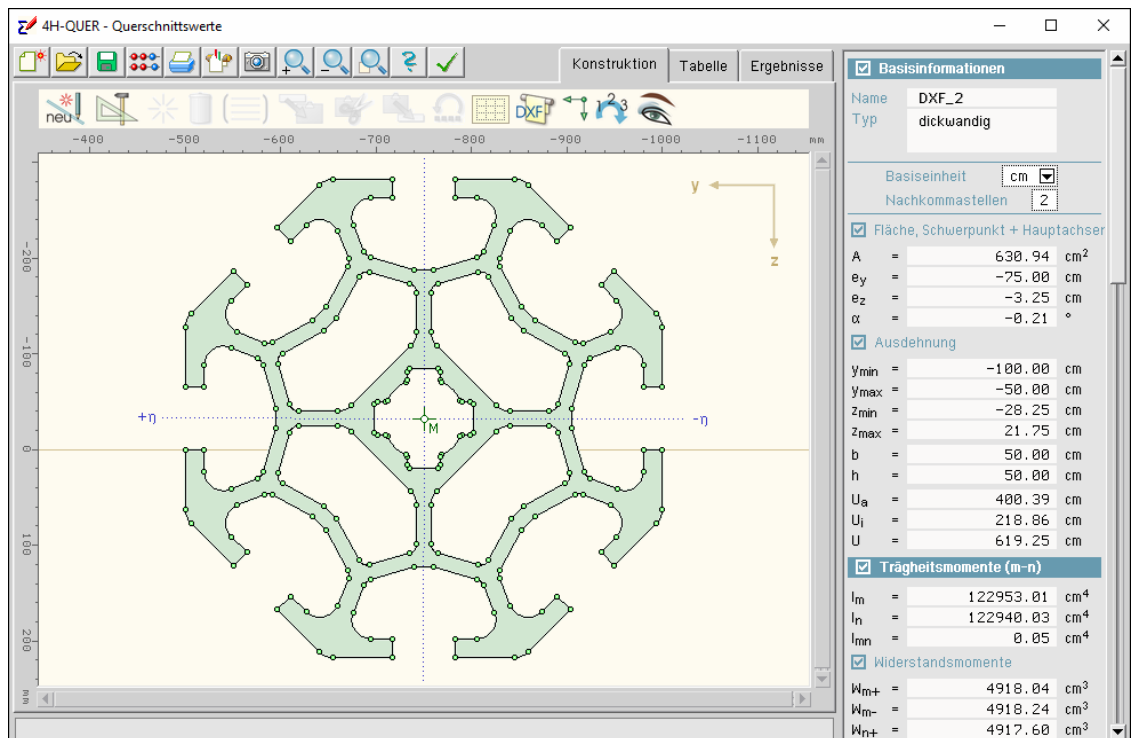 4H-QUER - Querschnittswerte
Konstruktion Tabelle Ergebnisse
neu DXF 1 2 3
-400 -500 -600 -700 -800 -900 -1000 -1100 mm
-200
-100
0
100
200
mm
y
z
+η
-η
M
Basisinformationen
Name DXF_2
Typ dickwandig
Basiseinheit cm
Nachkommastellen 2
Fläche, Schwerpunkt + Hauptachsen
A = 630.94 cm²
ey = -75.00 cm
ez = -3.25 cm
α = -0.21 °
Ausdehnung
ymin = -100.00 cm
ymax = -50.00 cm
zmin = -28.25 cm
zmax = 21.75 cm
b = 50.00 cm
h = 50.00 cm
Ua = 400.39 cm
Ui = 218.86 cm
U = 619.25 cm
Trägheitsmomente (m-n)
Im = 122953.01 cm⁴
In = 122940.03 cm⁴
Imn = 0.05 cm⁴
Widerstandsmomente
Wm+ = 4918.04 cm³
Wm- = 4918.24 cm³
Wn+ = 4917.60 cm³